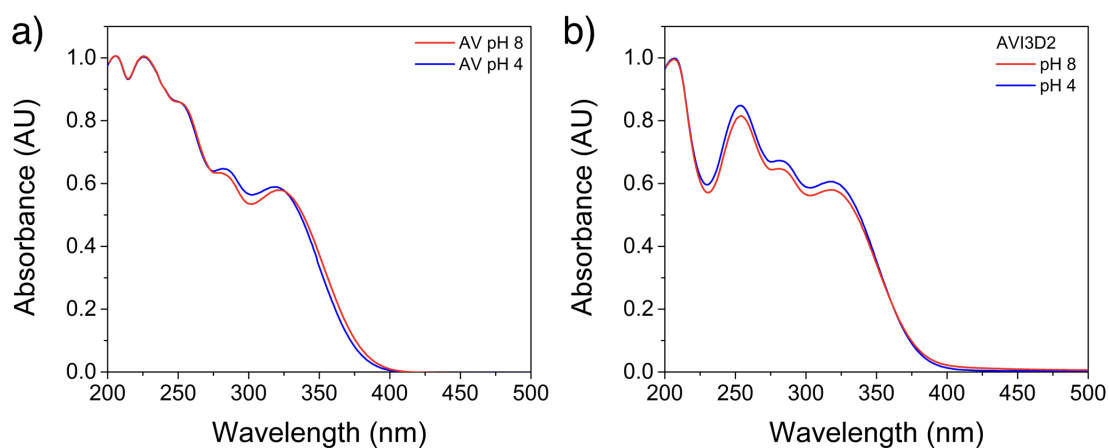 a)
AV pH 8
AV pH 4
Absorbance (AU)
1.0
0.8
0.6
0.4
0.2
0.0
200 250 300 350 400 450 500
Wavelength (nm)
b)
AVI3D2
pH 8
pH 4
Absorbance (AU)
1.0
0.8
0.6
0.4
0.2
0.0
200 250 300 350 400 450 500
Wavelength (nm)